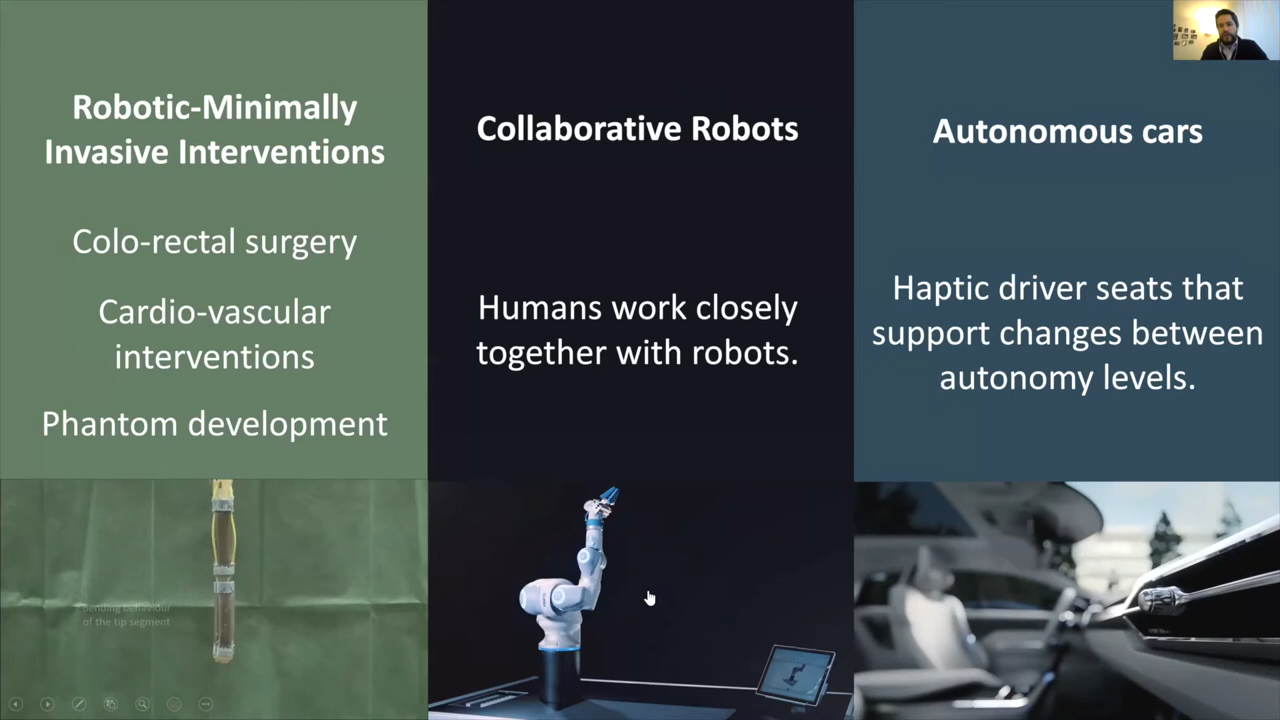 Robotic-Minimally
Invasive Interventions
Colo-rectal surgery
Cardio-vascular
interventions
Phantom development
bending behaviour
of the tip segment
Collaborative Robots
Humans work closely
together with robots.
Autonomous cars
Haptic driver seats that
support changes between
autonomy levels.